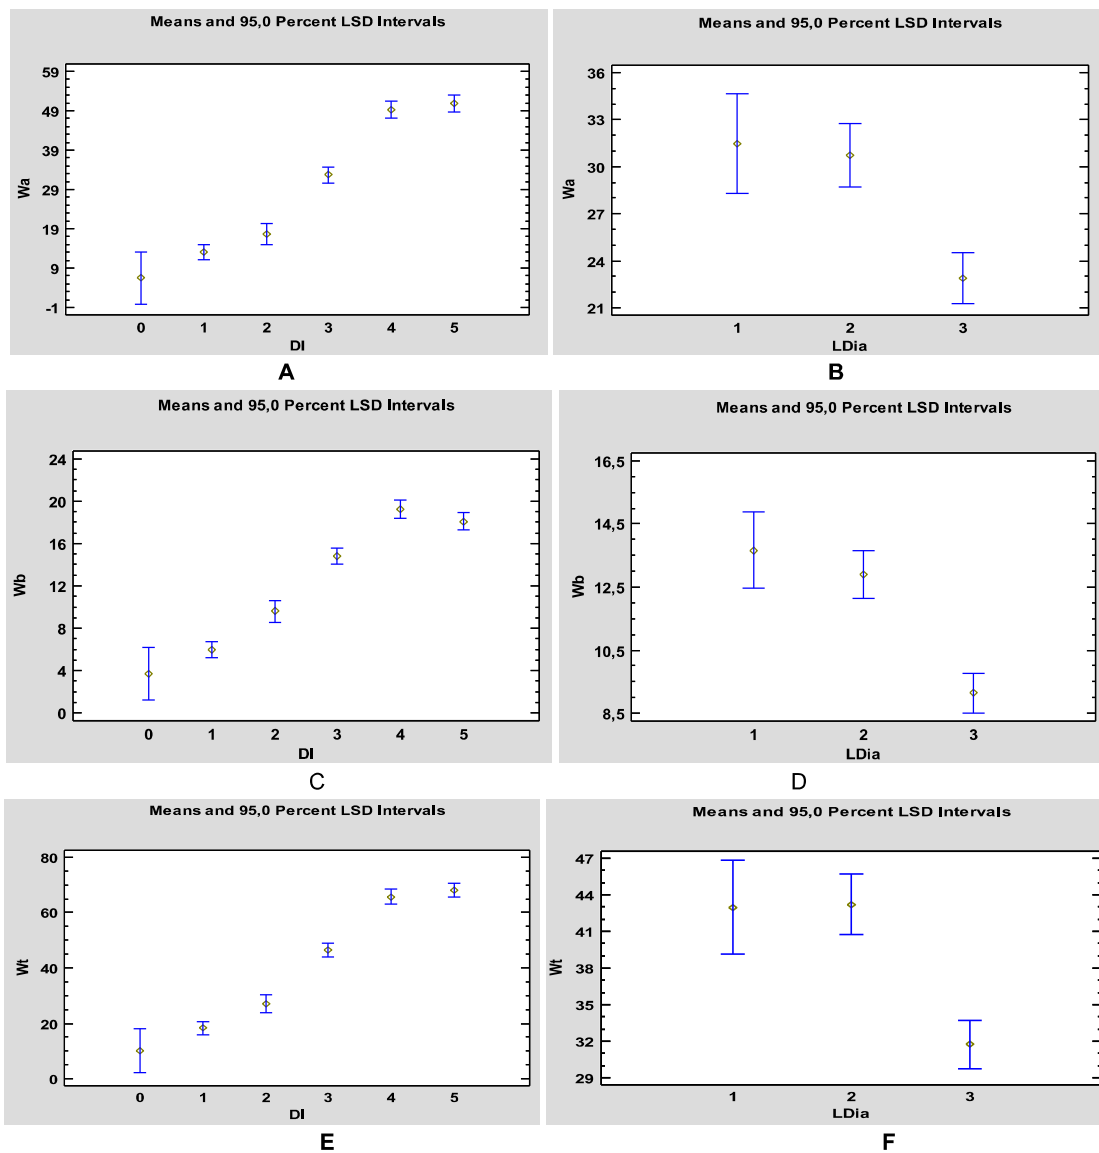 Means and 95,0 Percent LSD Intervals
Wa
59
49
39
29
19
9
-1
0 1 2 3 4 5
DI
A
Means and 95,0 Percent LSD Intervals
Wa
36
33
30
27
24
21
1 2 3
LDia
B
Means and 95,0 Percent LSD Intervals
Wb
24
20
16
12
8
4
0
0 1 2 3 4 5
DI
C
Means and 95,0 Percent LSD Intervals
Wb
16,5
14,5
12,5
10,5
8,5
1 2 3
LDia
D
Means and 95,0 Percent LSD Intervals
Wt
80
60
40
20
0
0 1 2 3 4 5
DI
E
Means and 95,0 Percent LSD Intervals
Wt
47
44
41
38
35
32
29
1 2 3
LDia
F